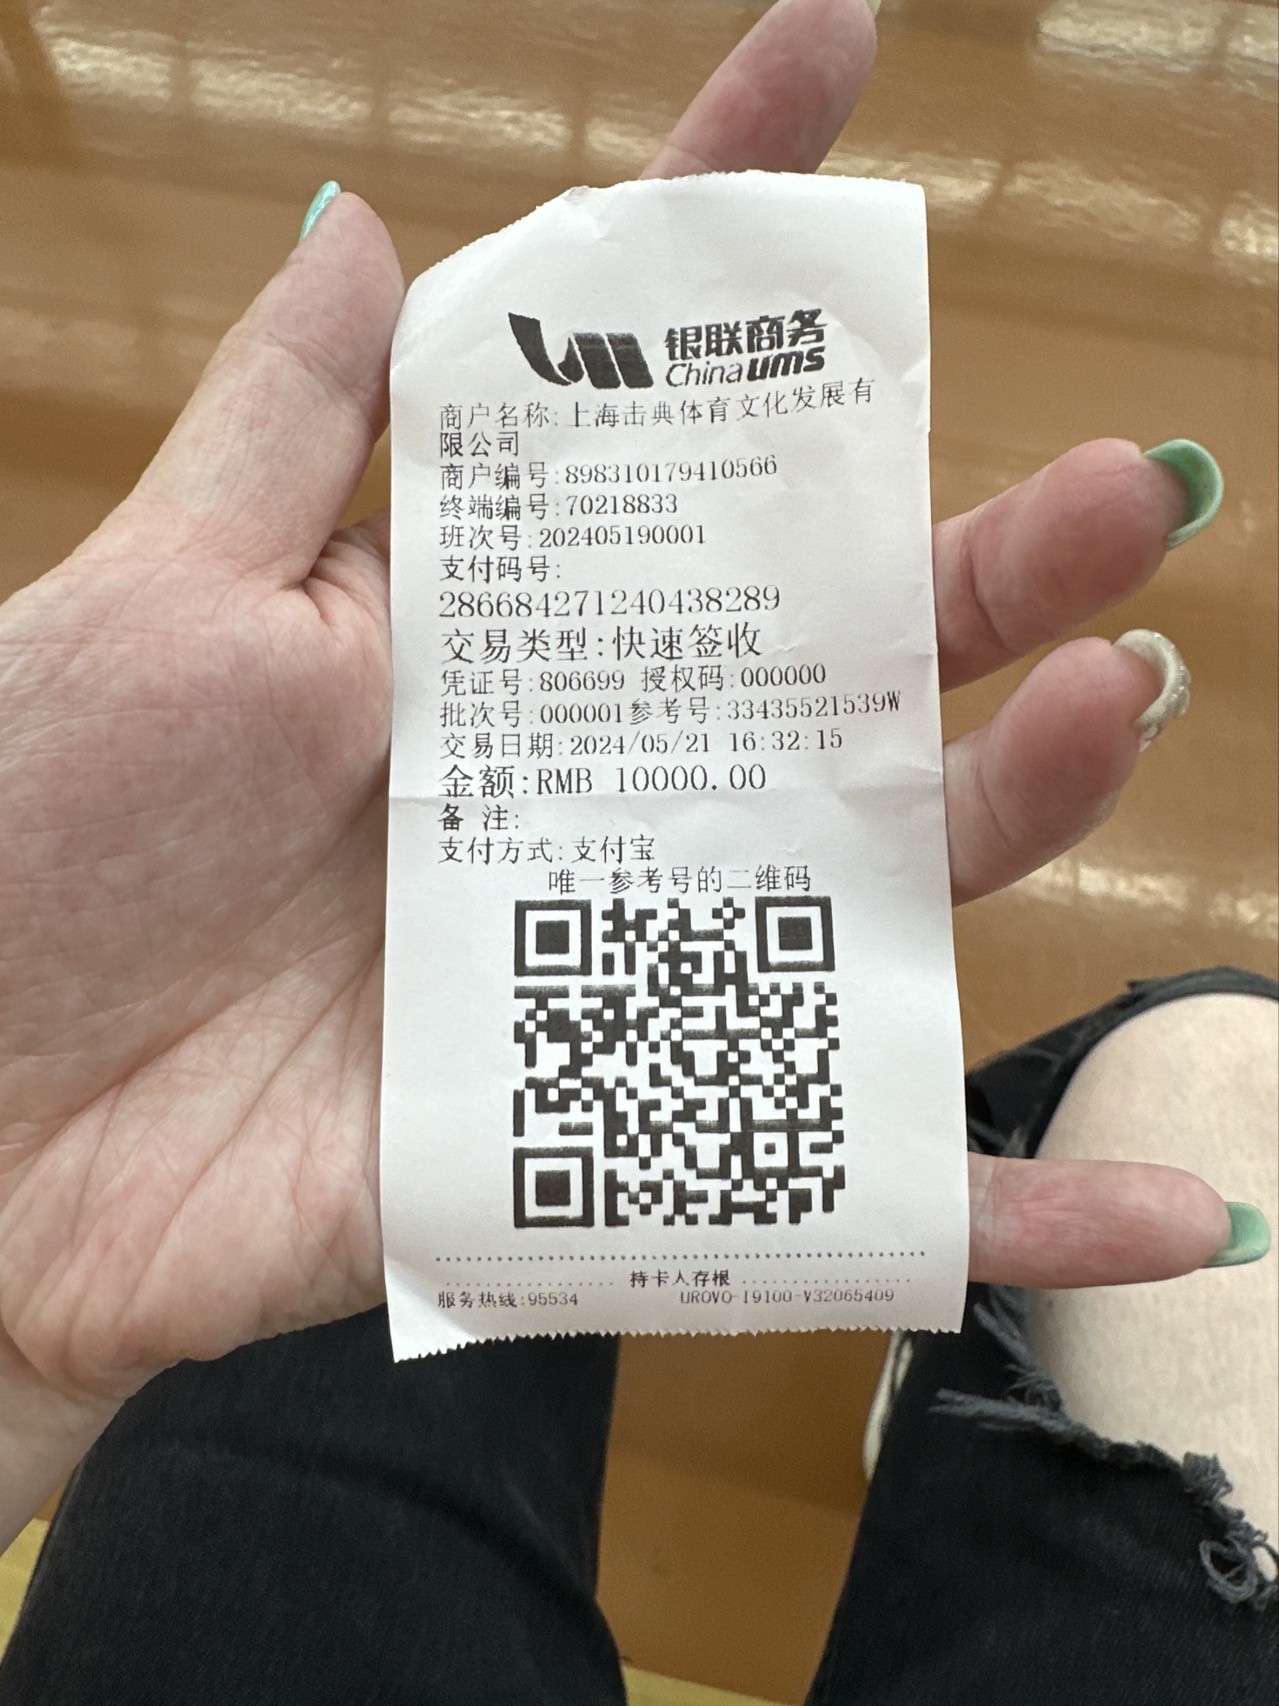 银联商务
China ums
商户名称:上海击典体育文化发展有
限公司
商户编号:898310179410566
终端编号:70218833
班次号:202405190001
支付码号:
286684271240438289
交易类型:快速签收
凭证号:806699 授权码:000000
批次号:000001参考号:33435521539W
交易日期:2024/05/21 16:32:15
金额:RMB 10000.00
备 注:
支付方式:支付宝
唯一参考号的二维码
持卡人存根
服务热线:95534 UROVO-I9100-V32065409